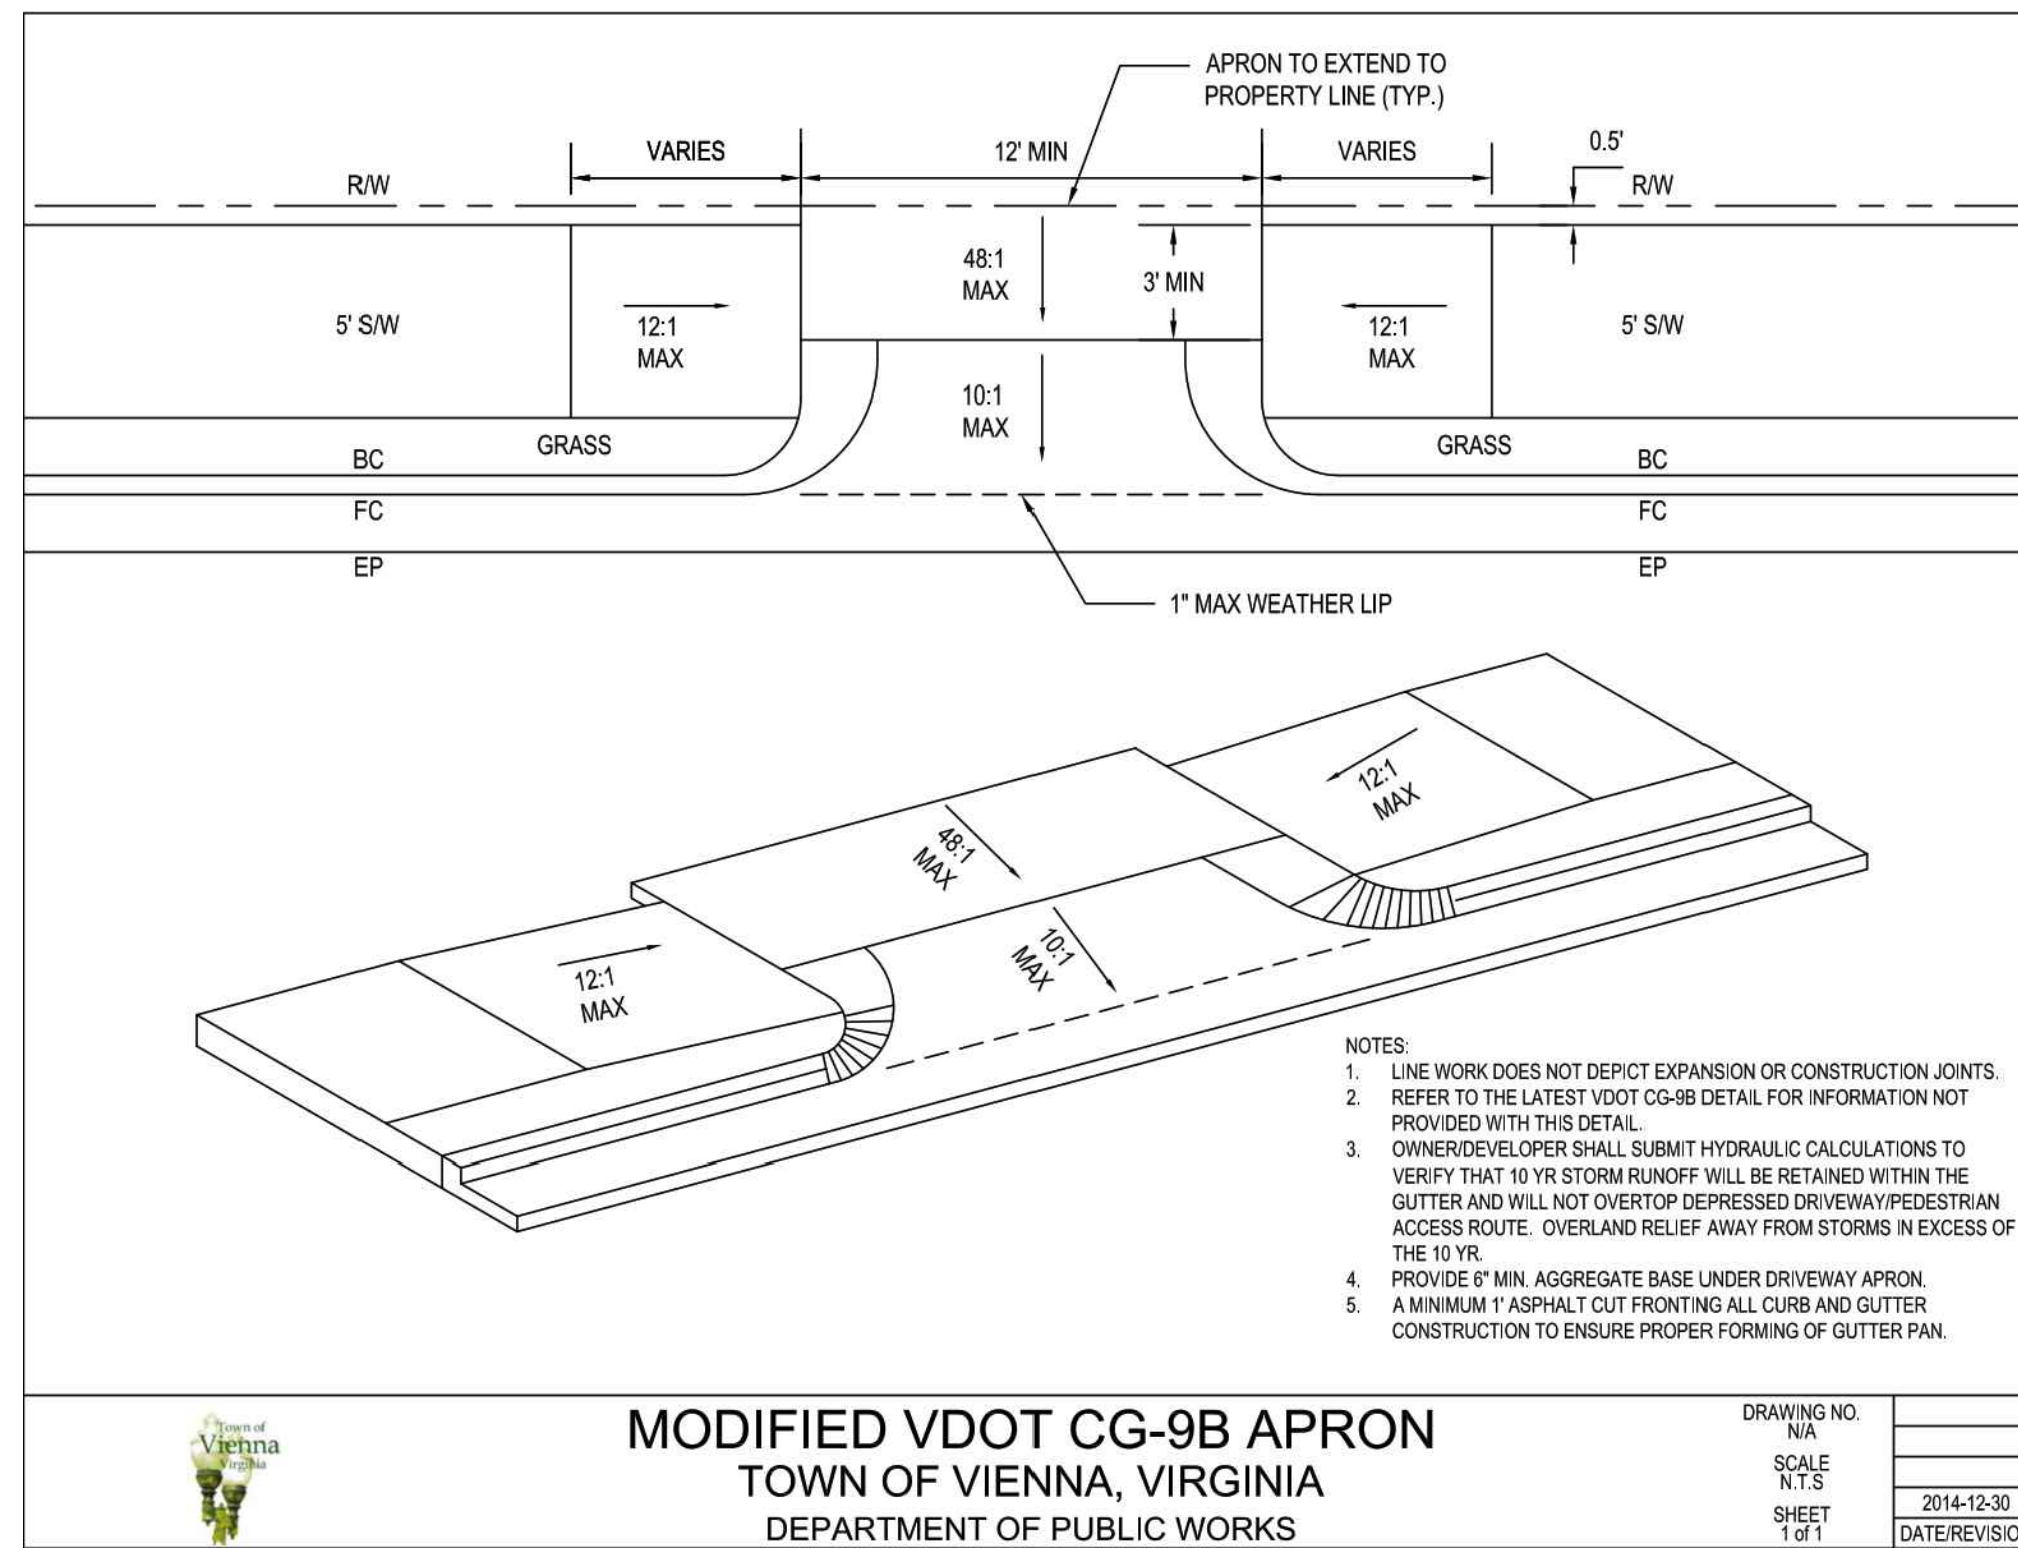 APRON TO EXTEND TO
PROPERTY LINE (TYP.)
VARIES
12' MIN
VARIES
0.5'
R/W
R/W
48:1
MAX
3' MIN
5' S/W
12:1
MAX
12:1
MAX
5' S/W
10:1
MAX
GRASS
GRASS
BC
BC
FC
FC
EP
EP
1" MAX WEATHER LIP
12:1
MAX
48:1
MAX
10:1
MAX
12:1
MAX
NOTES:
1. LINE WORK DOES NOT DEPICT EXPANSION OR CONSTRUCTION JOINTS.
2. REFER TO THE LATEST VDOT CG-9B DETAIL FOR INFORMATION NOT
PROVIDED WITH THIS DETAIL.
3. OWNER/DEVELOPER SHALL SUBMIT HYDRAULIC CALCULATIONS TO
VERIFY THAT 10 YR STORM RUNOFF WILL BE RETAINED WITHIN THE
GUTTER AND WILL NOT OVERTOP DEPRESSED DRIVEWAY/PEDESTRIAN
ACCESS ROUTE. OVERLAND RELIEF AWAY FROM STORMS IN EXCESS OF
THE 10 YR.
4. PROVIDE 6" MIN. AGGREGATE BASE UNDER DRIVEWAY APRON.
5. A MINIMUM 1' ASPHALT CUT FRONTING ALL CURB AND GUTTER
CONSTRUCTION TO ENSURE PROPER FORMING OF GUTTER PAN.
Town of
Vienna
Virginia
MODIFIED VDOT CG-9B APRON
TOWN OF VIENNA, VIRGINIA
DEPARTMENT OF PUBLIC WORKS
DRAWING NO.
N/A
SCALE
N.T.S
SHEET
1 of 1
2014-12-30
DATE/REVISIO